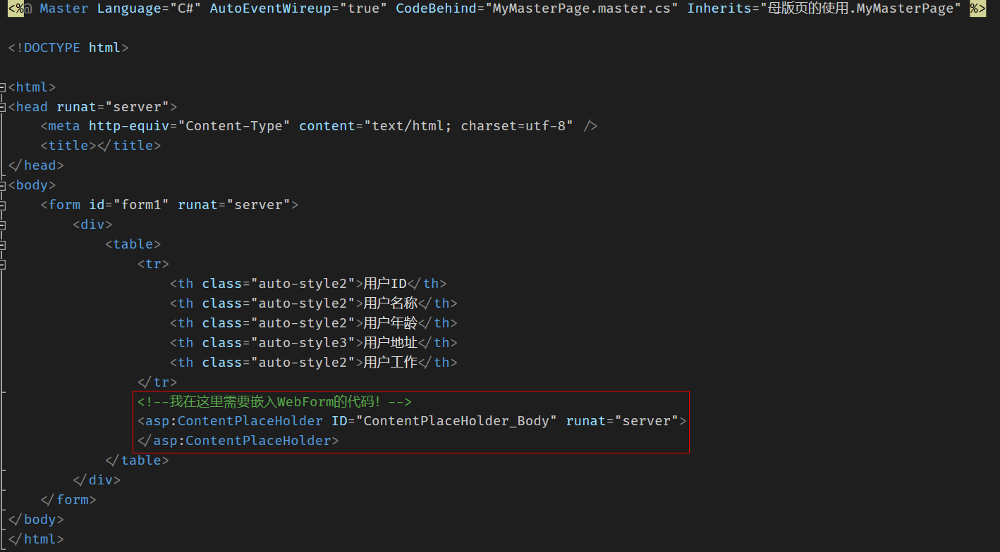 <%@ Master Language="C#" AutoEventWireup="true" CodeBehind="MyMasterPage.master.cs" Inherits="母版页的使用.MyMasterPage" %>
<!DOCTYPE html>
<html>
<head runat="server">
<meta http-equiv="Content-Type" content="text/html; charset=utf-8" />
<title></title>
</head>
<body>
<form id="form1" runat="server">
<div>
<table>
<tr>
<th class="auto-style2">用户ID</th>
<th class="auto-style2">用户名称</th>
<th class="auto-style2">用户年龄</th>
<th class="auto-style3">用户地址</th>
<th class="auto-style2">用户工作</th>
</tr>
<!--我在这里需要嵌入WebForm的代码！-->
<asp:ContentPlaceHolder ID="ContentPlaceHolder_Body" runat="server">
</asp:ContentPlaceHolder>
</table>
</div>
</form>
</body>
</html>